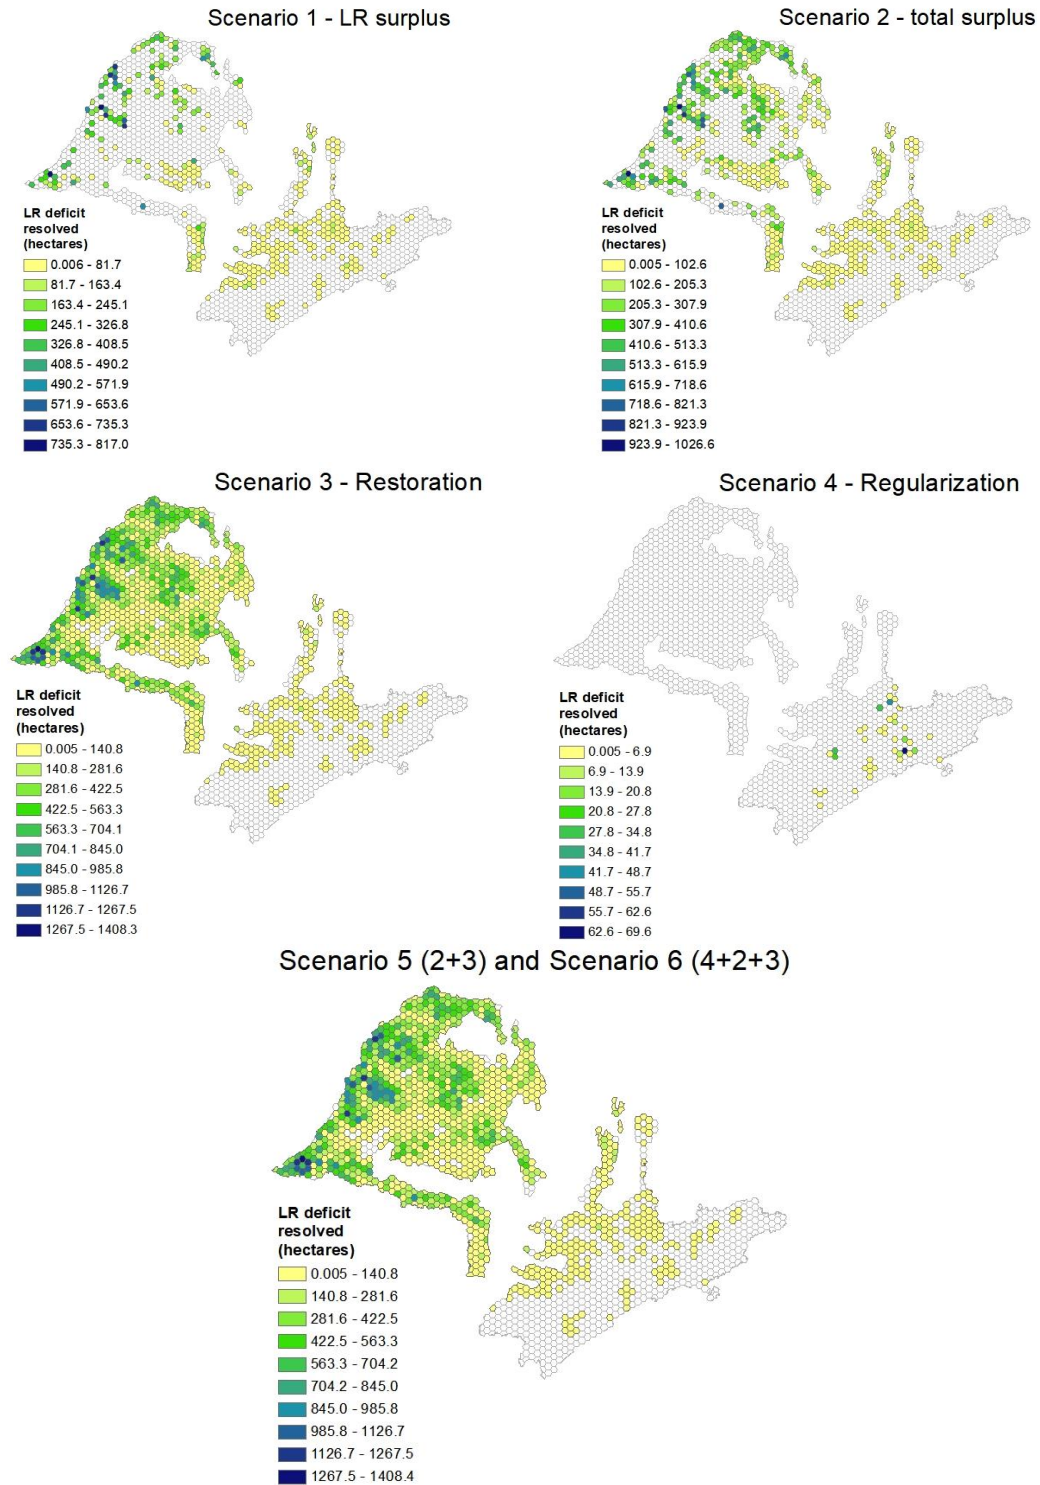 Scenario 1 - LR surplus
LR deficit
resolved
(hectares)
0.006 - 81.7
81.7 - 163.4
163.4 - 245.1
245.1 - 326.8
326.8 - 408.5
408.5 - 490.2
490.2 - 571.9
571.9 - 653.6
653.6 - 735.3
735.3 - 817.0
Scenario 2 - total surplus
LR deficit
resolved
(hectares)
0.005 - 102.6
102.6 - 205.3
205.3 - 307.9
307.9 - 410.6
410.6 - 513.3
513.3 - 615.9
615.9 - 718.6
718.6 - 821.3
821.3 - 923.9
923.9 - 1026.6
Scenario 3 - Restoration
LR deficit
resolved
(hectares)
0.005 - 140.8
140.8 - 281.6
281.6 - 422.5
422.5 - 563.3
563.3 - 704.1
704.1 - 845.0
845.0 - 985.8
985.8 - 1126.7
1126.7 - 1267.5
1267.5 - 1408.3
Scenario 4 - Regularization
LR deficit
resolved
(hectares)
0.005 - 6.9
6.9 - 13.9
13.9 - 20.8
20.8 - 27.8
27.8 - 34.8
34.8 - 41.7
41.7 - 48.7
48.7 - 55.7
55.7 - 62.6
62.6 - 69.6
Scenario 5 (2+3) and Scenario 6 (4+2+3)
LR deficit
resolved
(hectares)
0.005 - 140.8
140.8 - 281.6
281.6 - 422.5
422.5 - 563.3
563.3 - 704.2
704.2 - 845.0
845.0 - 985.8
985.8 - 1126.7
1126.7 - 1267.5
1267.5 - 1408.4